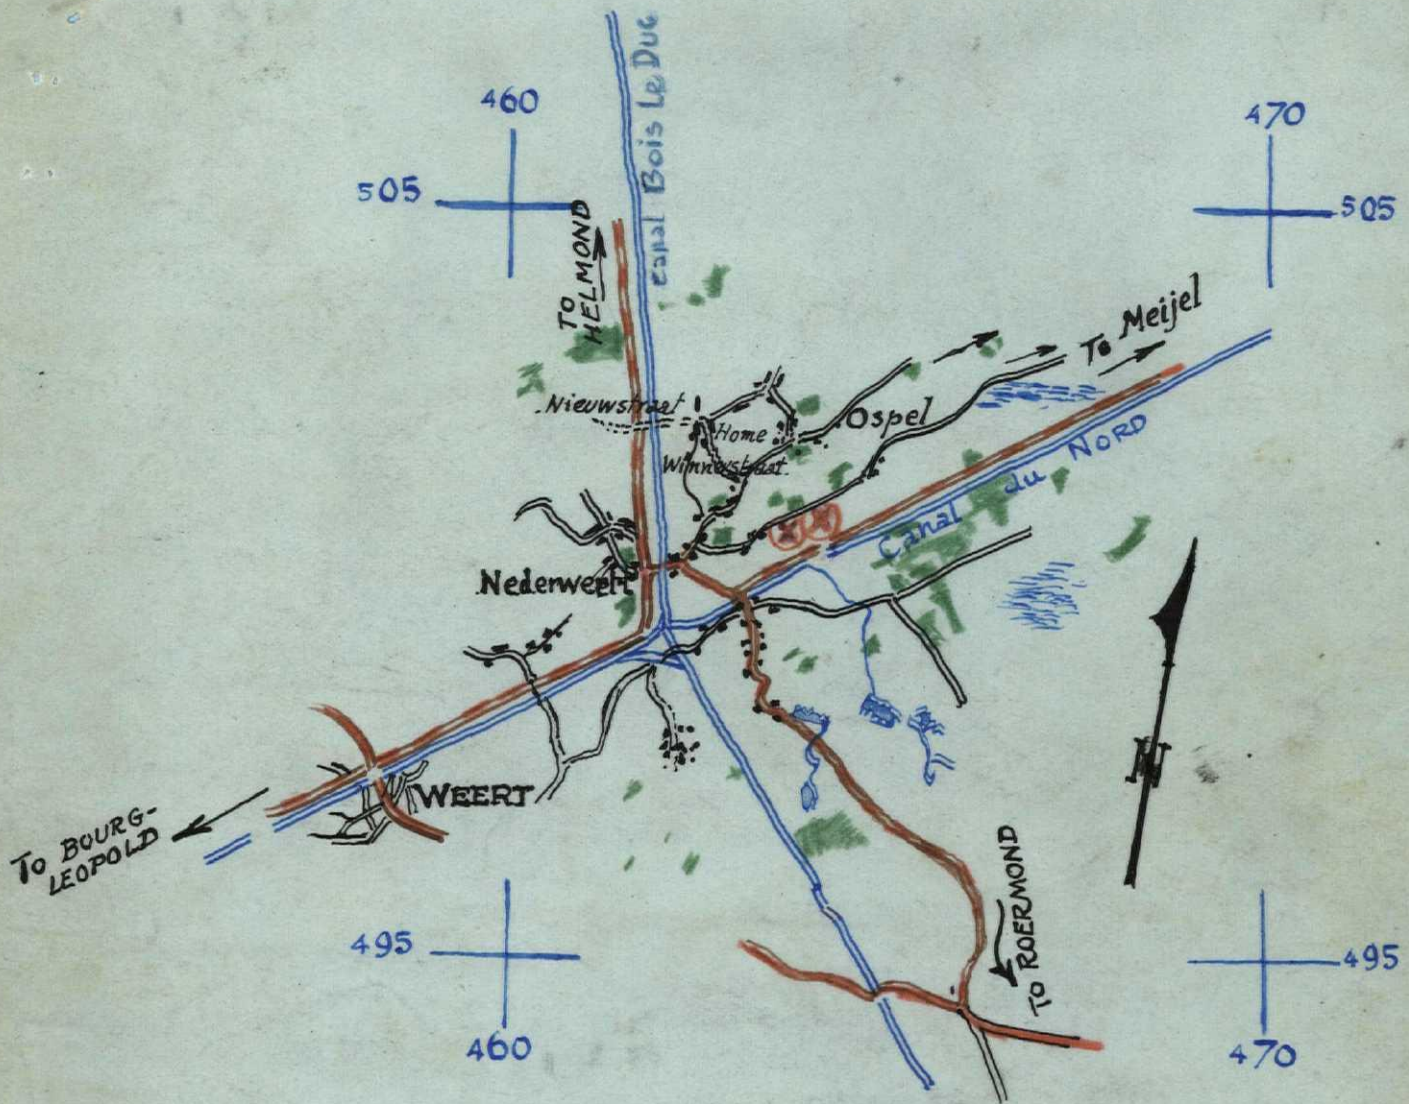 Canal Bois Le Duc
460
470
505
505
TO
HELMOND
To Meijel
Nieuwstraat
Home
Ospel
Winnerstraat.
Canal du NORD
Nederweert
N
WEERT
TO BOURG-
LEOPOLD
TO ROERMOND
495
495
460
470